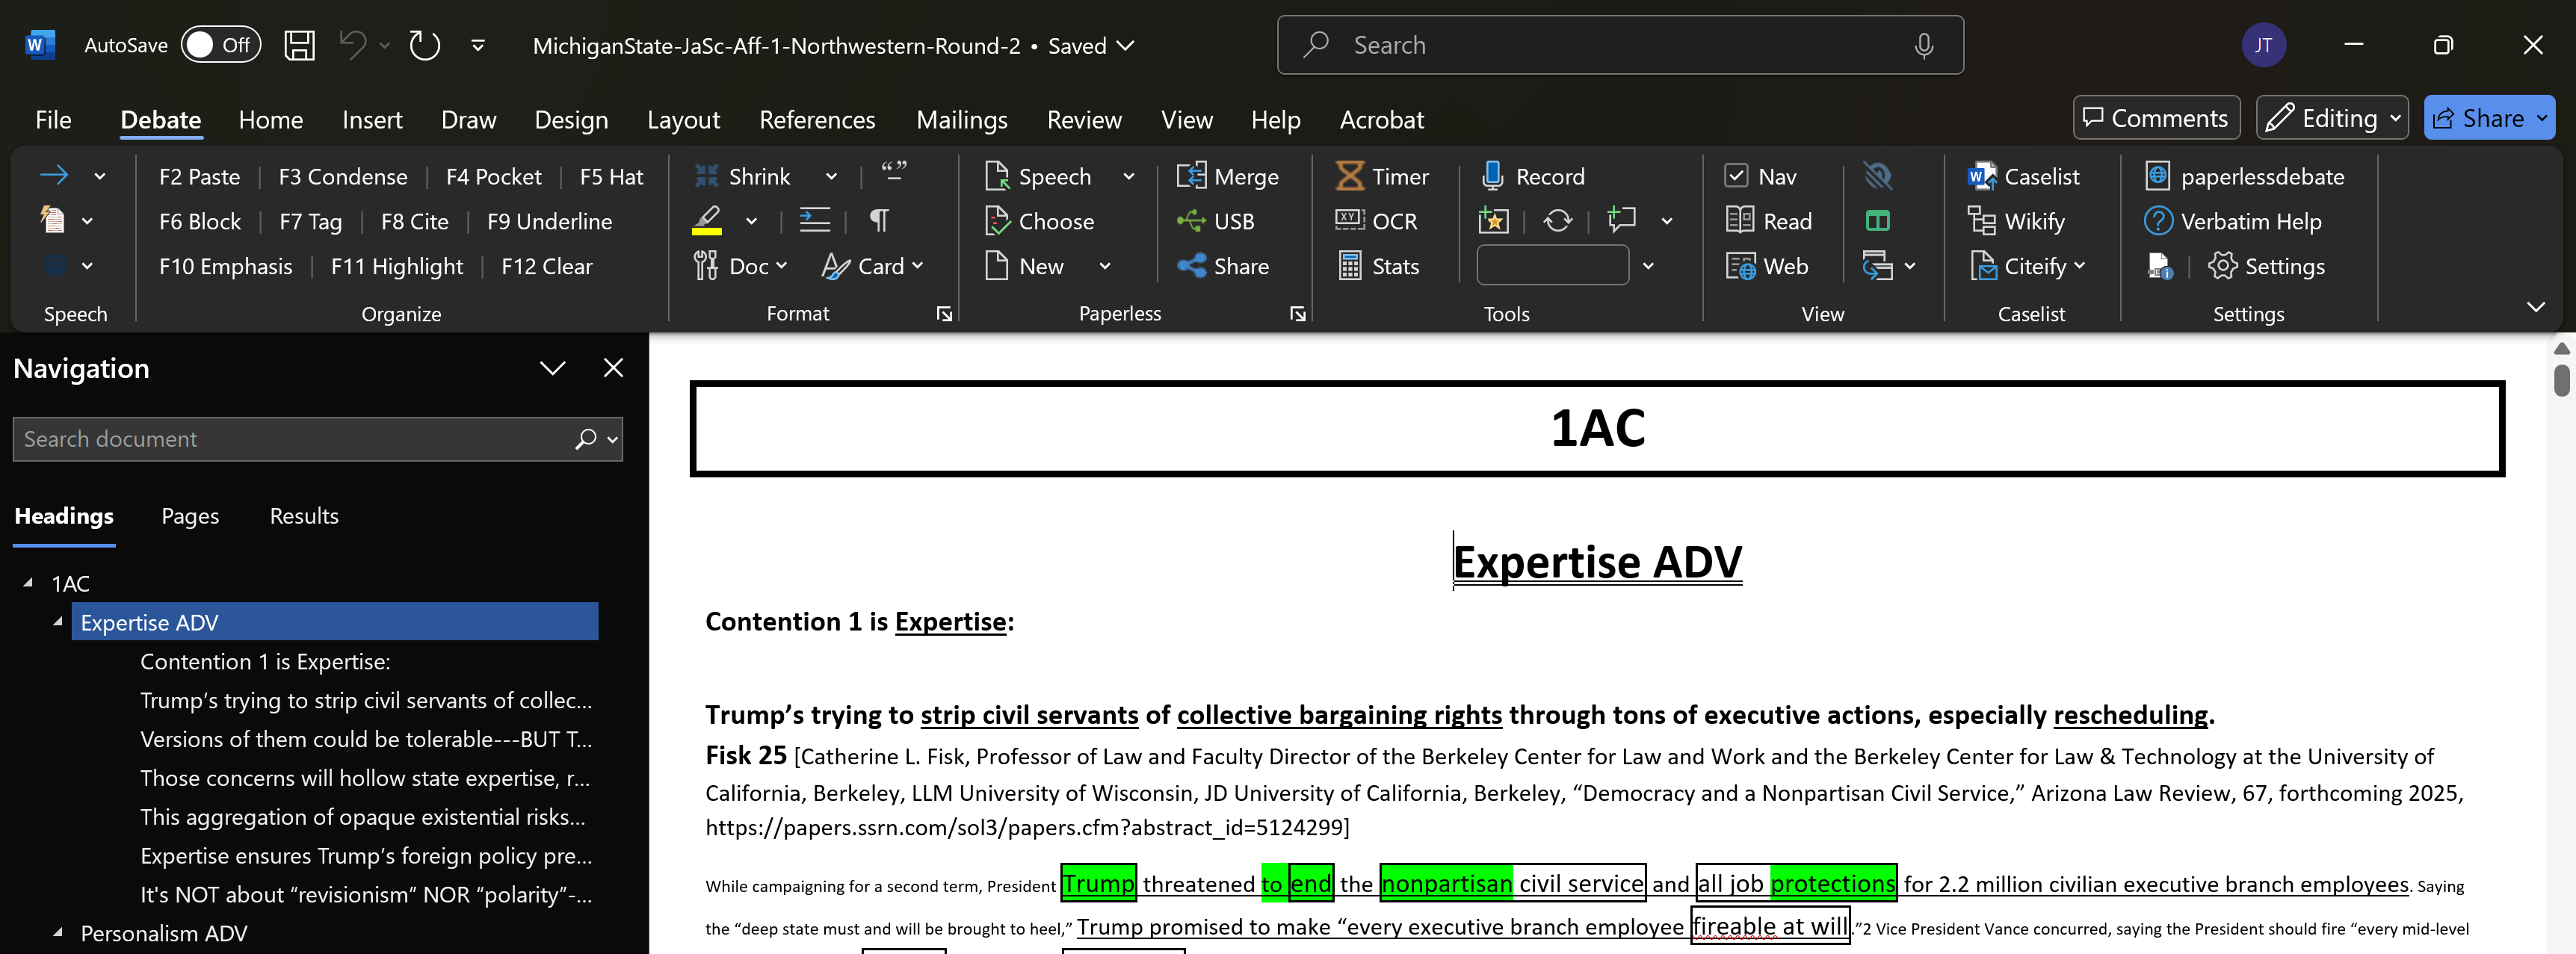 AutoSave Off MichiganState-JaSc-Aff-1-Northwestern-Round-2 • Saved Search JT
File Debate Home Insert Draw Design Layout References Mailings Review View Help Acrobat Comments Editing Share
F2 Paste F3 Condense F4 Pocket F5 Hat Shrink “_” Speech Merge Timer Record Nav Caselist paperlessdebate
F6 Block F7 Tag F8 Cite F9 Underline ¶ Choose USB OCR Read Wikify Verbatim Help
F10 Emphasis F11 Highlight F12 Clear Doc Card New Share Stats Web Citeify Settings
Speech Organize Format Paperless Tools View Caselist Settings
Navigation
Search document
Headings Pages Results
1AC
Expertise ADV
Contention 1 is Expertise:
Trump’s trying to strip civil servants of collec...
Versions of them could be tolerable---BUT T...
Those concerns will hollow state expertise, r...
This aggregation of opaque existential risks...
Expertise ensures Trump’s foreign policy pre...
It's NOT about “revisionism” NOR “polarity”-...
Personalism ADV
1AC
Expertise ADV
Contention 1 is Expertise:
Trump’s trying to strip civil servants of collective bargaining rights through tons of executive actions, especially rescheduling.
Fisk 25 [Catherine L. Fisk, Professor of Law and Faculty Director of the Berkeley Center for Law and Work and the Berkeley Center for Law & Technology at the University of
California, Berkeley, LLM University of Wisconsin, JD University of California, Berkeley, “Democracy and a Nonpartisan Civil Service,” Arizona Law Review, 67, forthcoming 2025,
https://papers.ssrn.com/sol3/papers.cfm?abstract_id=5124299]
While campaigning for a second term, President Trump threatened to end the nonpartisan civil service and all job protections for 2.2 million civilian executive branch employees. Saying
the “deep state must and will be brought to heel,” Trump promised to make “every executive branch employee fireable at will.”2 Vice President Vance concurred, saying the President should fire “every mid-level